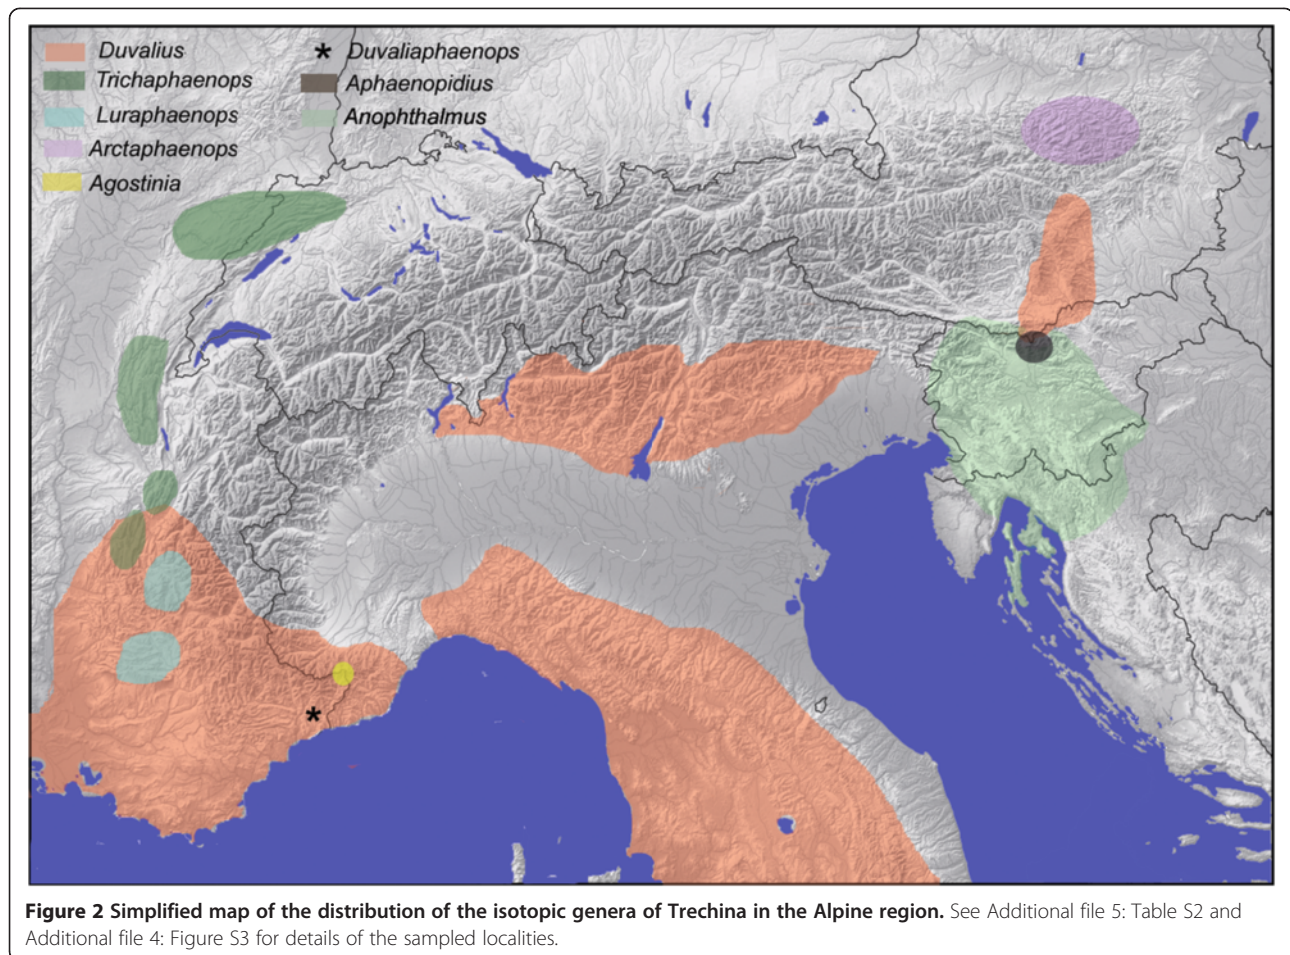 Duvalius
Trichaphaenops
Luraphaenops
Arctaphaenops
Agostinia
* Duvaliaphaenops
Aphaenopidius
Anophthalmus
*
Figure 2 Simplified map of the distribution of the isotopic genera of Trechina in the Alpine region. See Additional file 5: Table S2 and
Additional file 4: Figure S3 for details of the sampled localities.